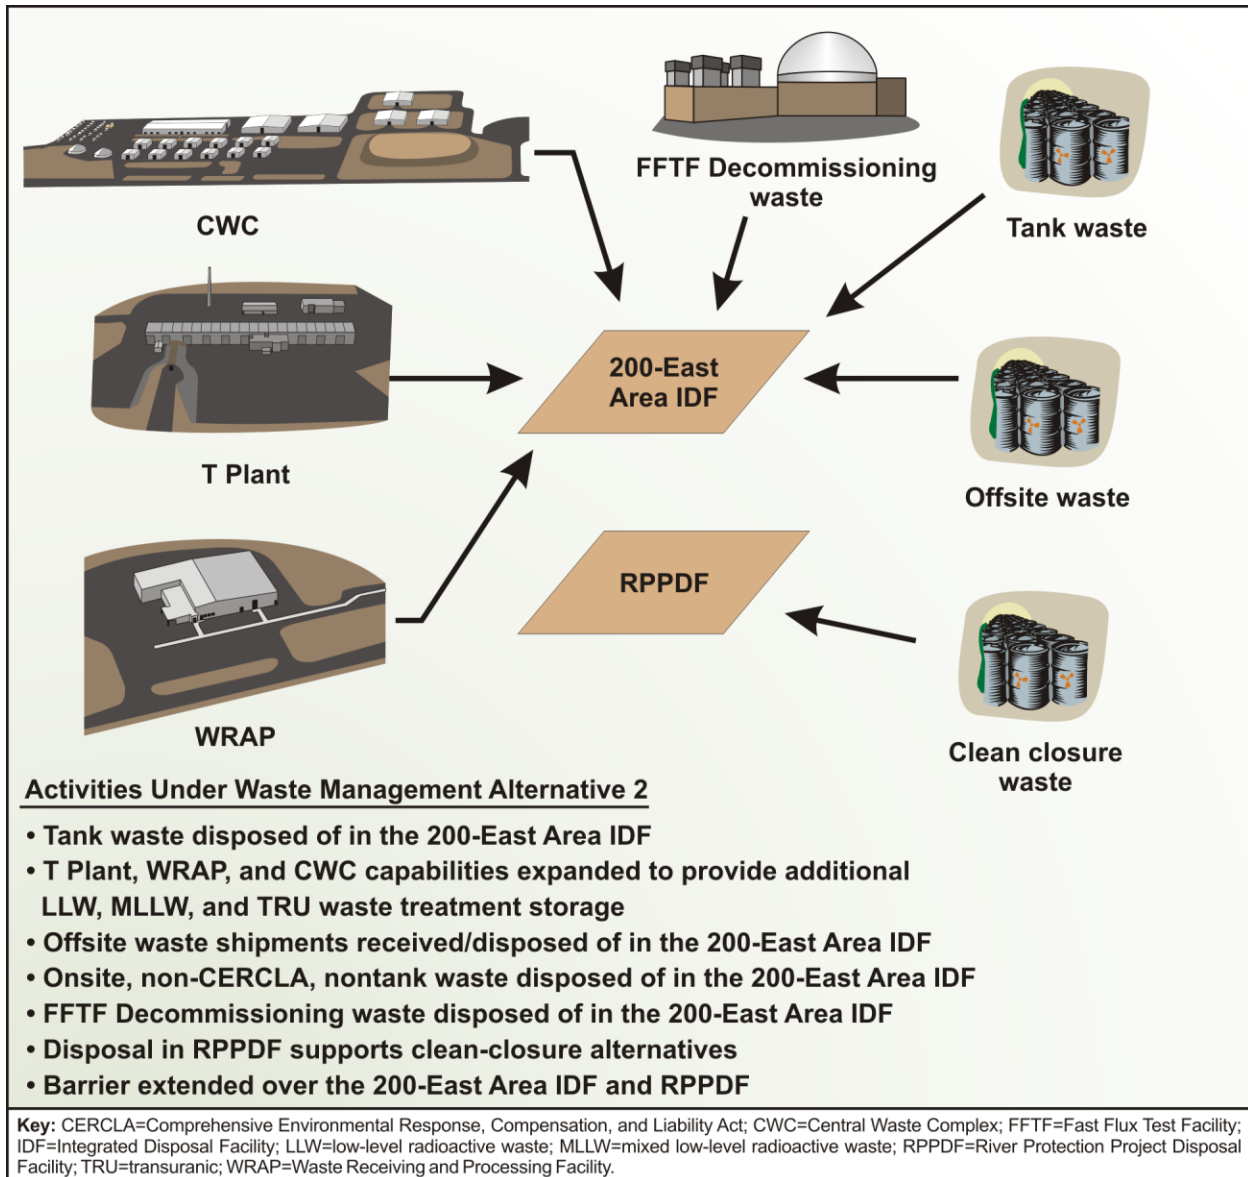 CWC
FFTF Decommissioning
waste
Tank waste
200-East
Area IDF
T Plant
Offsite waste
RPPDF
WRAP
Clean closure
waste
Activities Under Waste Management Alternative 2
• Tank waste disposed of in the 200-East Area IDF
• T Plant, WRAP, and CWC capabilities expanded to provide additional
LLW, MLLW, and TRU waste treatment storage
• Offsite waste shipments received/disposed of in the 200-East Area IDF
• Onsite, non-CERCLA, nontank waste disposed of in the 200-East Area IDF
• FFTF Decommissioning waste disposed of in the 200-East Area IDF
• Disposal in RPPDF supports clean-closure alternatives
• Barrier extended over the 200-East Area IDF and RPPDF
Key: CERCLA=Comprehensive Environmental Response, Compensation, and Liability Act; CWC=Central Waste Complex; FFTF=Fast Flux Test Facility;
IDF=Integrated Disposal Facility; LLW=low-level radioactive waste; MLLW=mixed low-level radioactive waste; RPPDF=River Protection Project Disposal
Facility; TRU=transuranic; WRAP=Waste Receiving and Processing Facility.